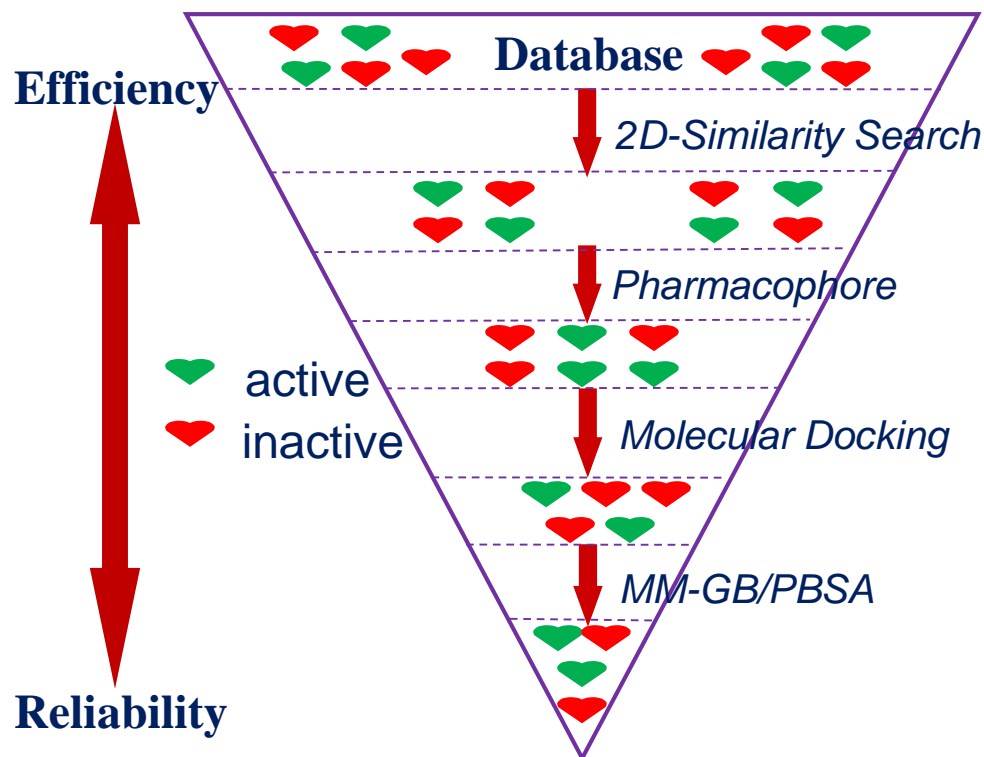 Database
Efficiency
2D-Similarity Search
Pharmacophore
active
inactive
Molecular Docking
MM-GB/PBSA
Reliability